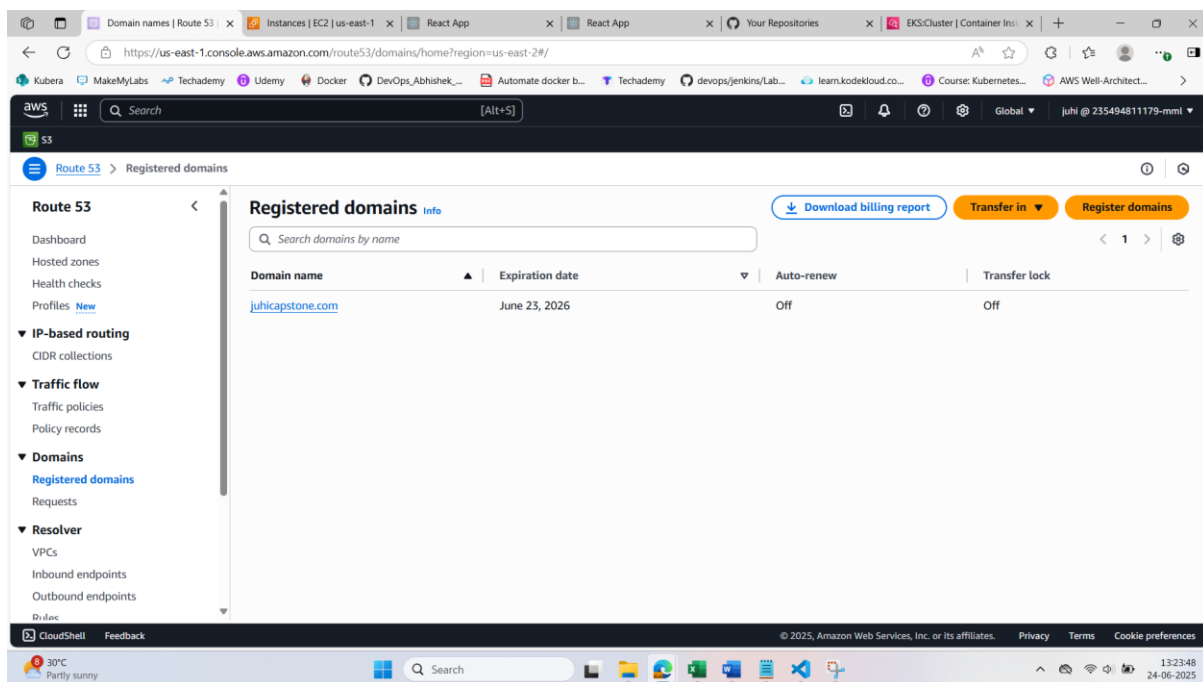 Domain names | Route 53
Instances | EC2 | us-east-1
React App
React App
Your Repositories
EKS:Cluster | Container Insi
https://us-east-1.console.aws.amazon.com/route53/domains/home?region=us-east-2#/
Kubera
MakeMyLabs
Techademy
Udemy
Docker
DevOps_Abhishek_...
Automate docker b...
Techademy
devops/jenkins/Lab...
learn.kodekloud.co...
Course: Kubernetes...
AWS Well-Architect...
aws
Search
[Alt+S]
Global
juhi @ 235494811179-mml
S3
Route 53 > Registered domains
Route 53
Dashboard
Hosted zones
Health checks
Profiles New
IP-based routing
CIDR collections
Traffic flow
Traffic policies
Policy records
Domains
Registered domains
Requests
Resolver
VPCs
Inbound endpoints
Outbound endpoints
Rules
Registered domains Info
Download billing report
Transfer in
Register domains
Search domains by name
1
Domain name
Expiration date
Auto-renew
Transfer lock
juhicapstone.com
June 23, 2026
Off
Off
CloudShell
Feedback
© 2025, Amazon Web Services, Inc. or its affiliates.
Privacy
Terms
Cookie preferences
8
30°C
Partly sunny
Search
13:23:48
24-06-2025